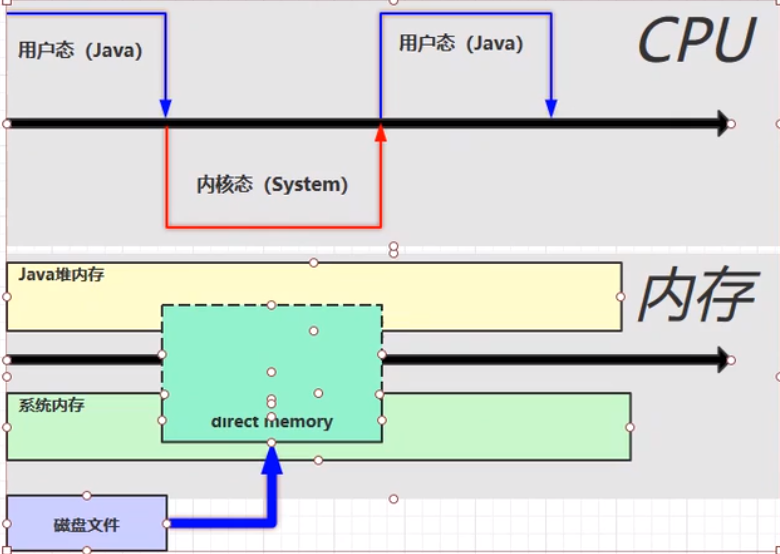 CPU
用户态（Java）
用户态（Java）
内核态（System）
内存
Java堆内存
系统内存
direct memory
磁盘文件